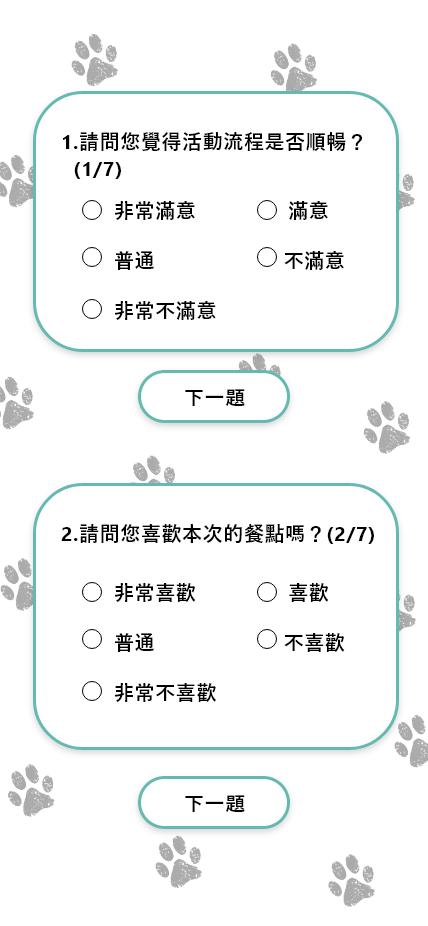 1.請問您覺得活動流程是否順暢？
(1/7)
非常滿意 滿意
普通 不滿意
非常不滿意
下一題
2.請問您喜歡本次的餐點嗎？(2/7)
非常喜歡 喜歡
普通 不喜歡
非常不喜歡
下一題